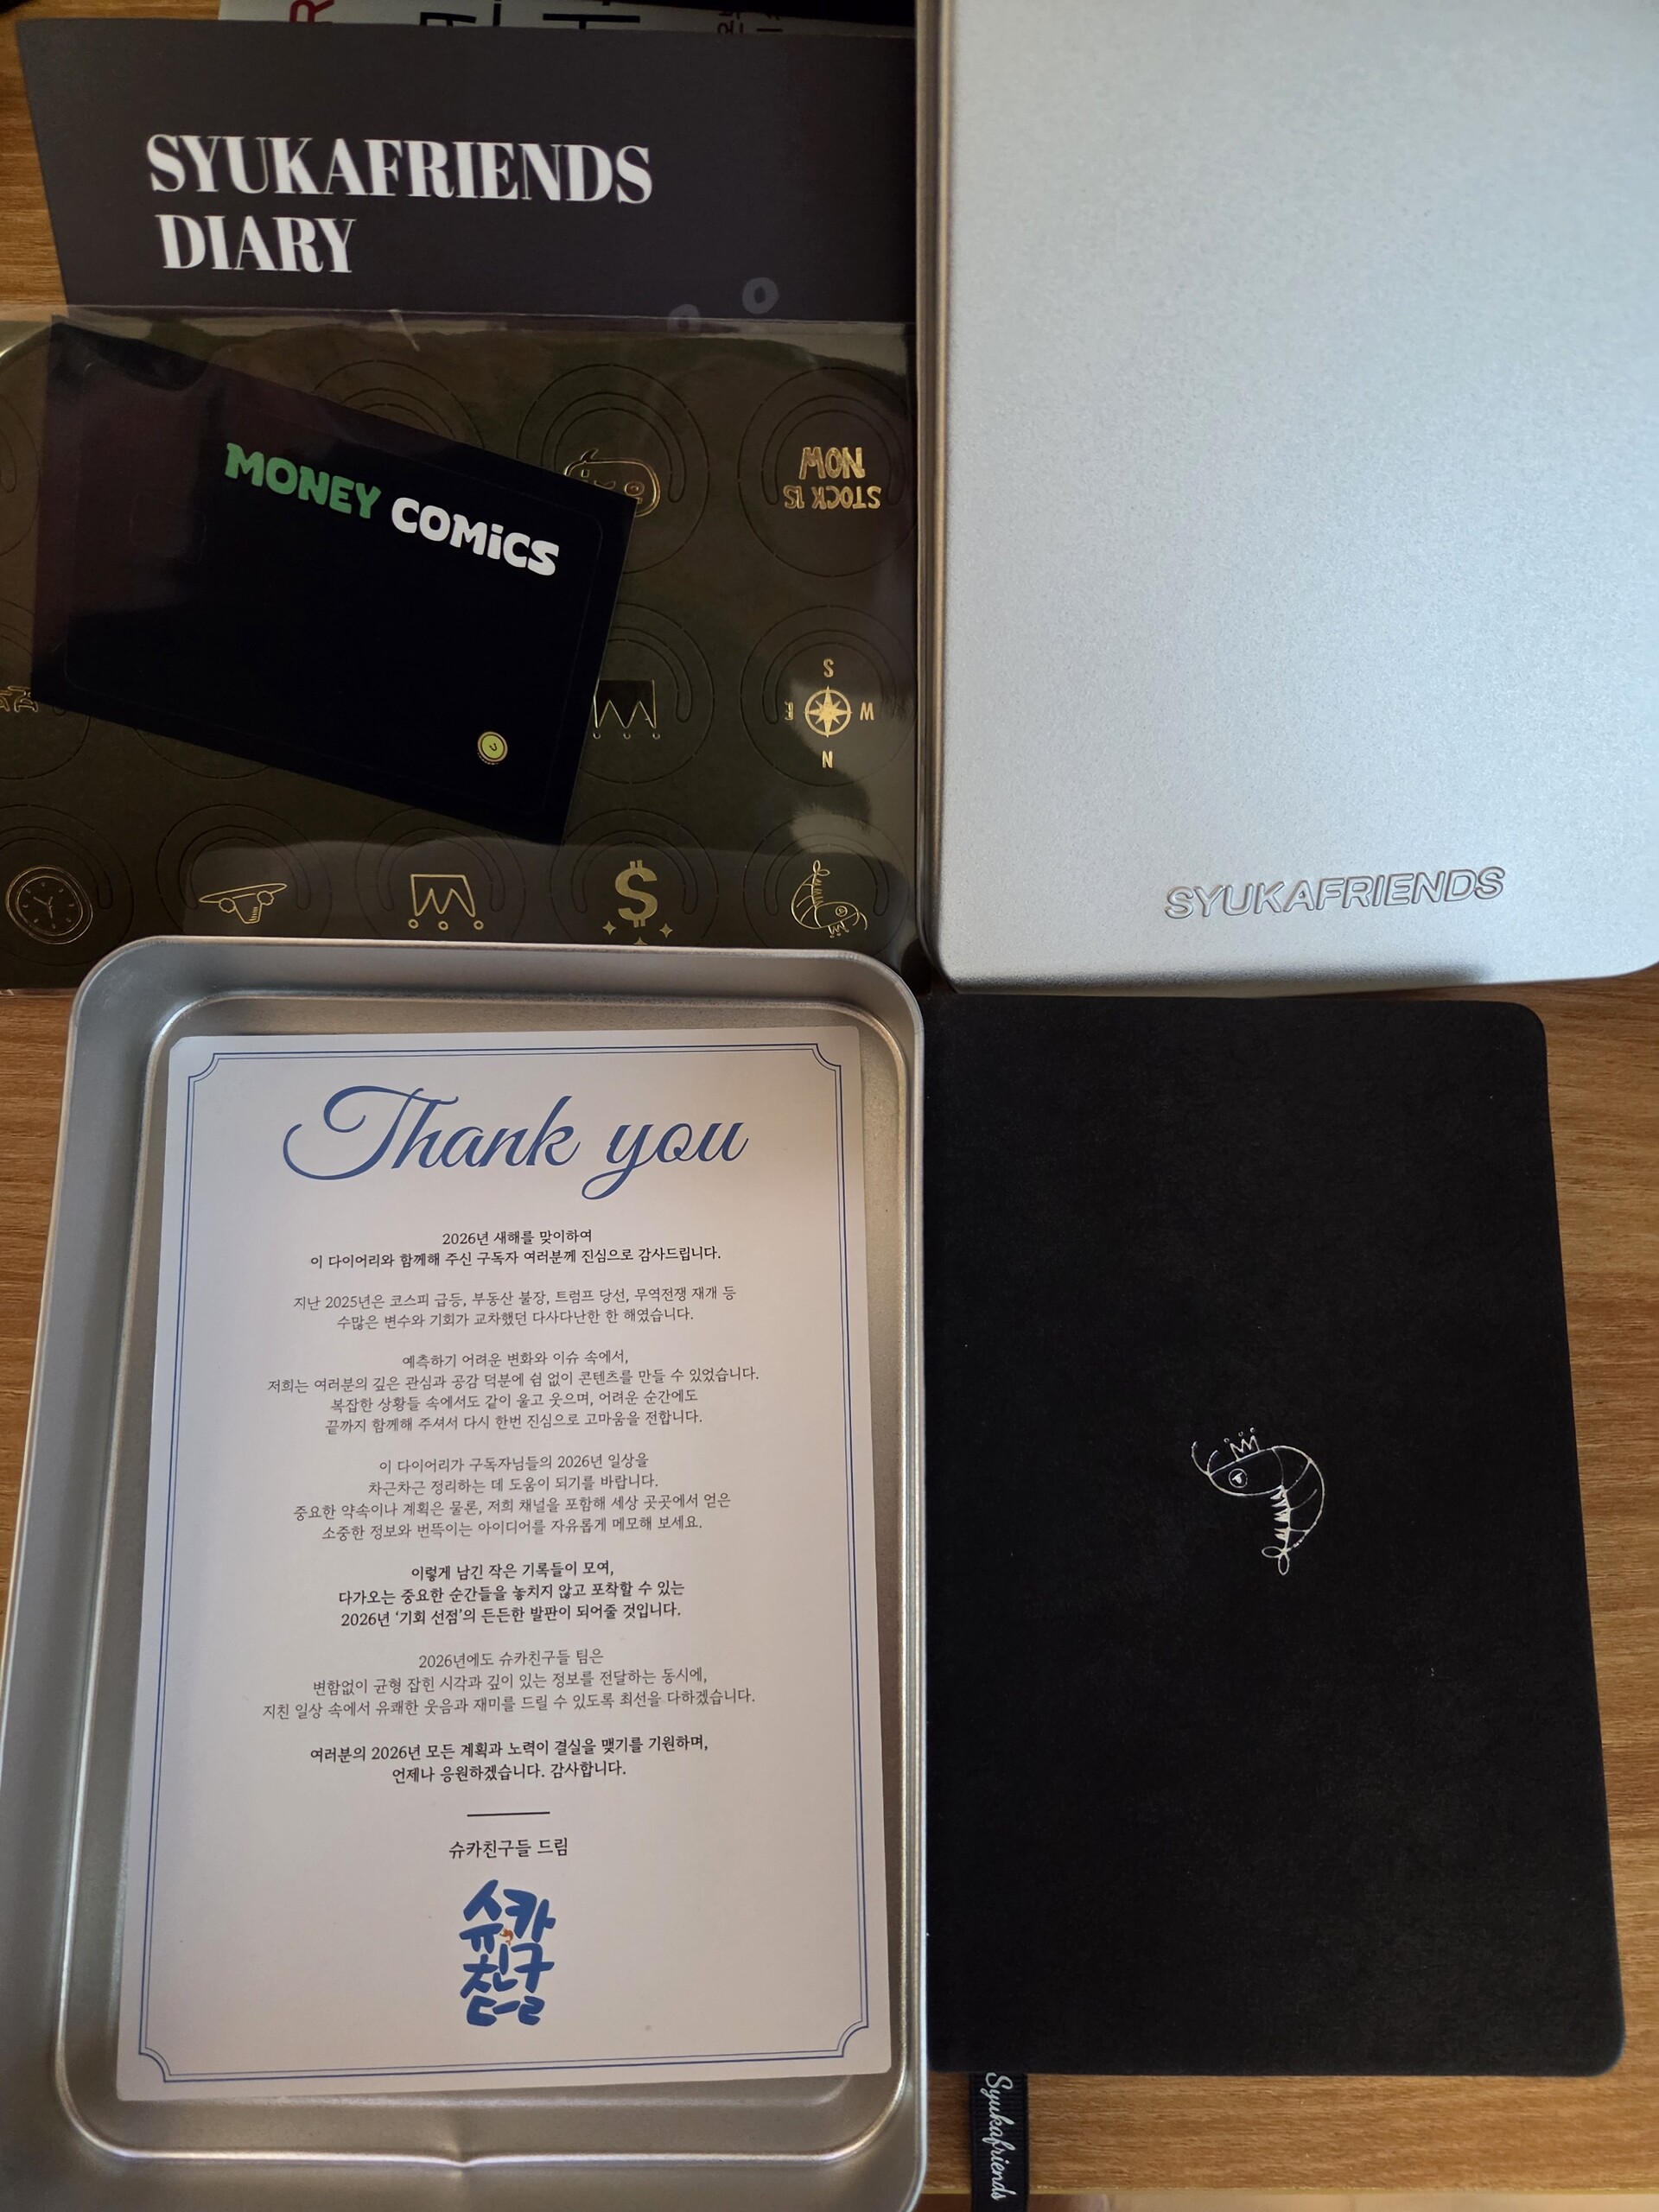 SYUKAFRIENDS
DIARY
MONEY COMiCS
NOW
STOCK IS
S
E
W
N
$
SYUKAFRIENDS
Thank you
2026년 새해를 맞이하여
이 다이어리와 함께해 주신 구독자 여러분께 진심으로 감사드립니다.
지난 2025년은 코스피 급등, 부동산 불장, 트럼프 당선, 무역전쟁 재개 등
수많은 변수와 기회가 교차했던 다사다난한 한 해였습니다.
예측하기 어려운 변화와 이슈 속에서,
저희는 여러분의 깊은 관심과 공감 덕분에 쉼 없이 콘텐츠를 만들 수 있었습니다.
복잡한 상황들 속에서도 같이 울고 웃으며, 어려운 순간에도
끝까지 함께해 주셔서 다시 한번 진심으로 고마움을 전합니다.
이 다이어리가 구독자님들의 2026년 일상을
차근차근 정리하는 데 도움이 되기를 바랍니다.
중요한 약속이나 계획은 물론, 저희 채널을 포함해 세상 곳곳에서 얻은
소중한 정보와 번뜩이는 아이디어를 자유롭게 메모해 보세요.
이렇게 남긴 작은 기록들이 모여,
다가오는 중요한 순간들을 놓치지 않고 포착할 수 있는
2026년 ‘기회 선점’의 든든한 발판이 되어줄 것입니다.
2026년에도 슈카친구들 팀은
변함없이 균형 잡힌 시각과 깊이 있는 정보를 전달하는 동시에,
지친 일상 속에서 유쾌한 웃음과 재미를 드릴 수 있도록 최선을 다하겠습니다.
여러분의 2026년 모든 계획과 노력이 결실을 맺기를 기원하며,
언제나 응원하겠습니다. 감사합니다.
슈카친구들 드림
슈카
친구들
Syukafriends